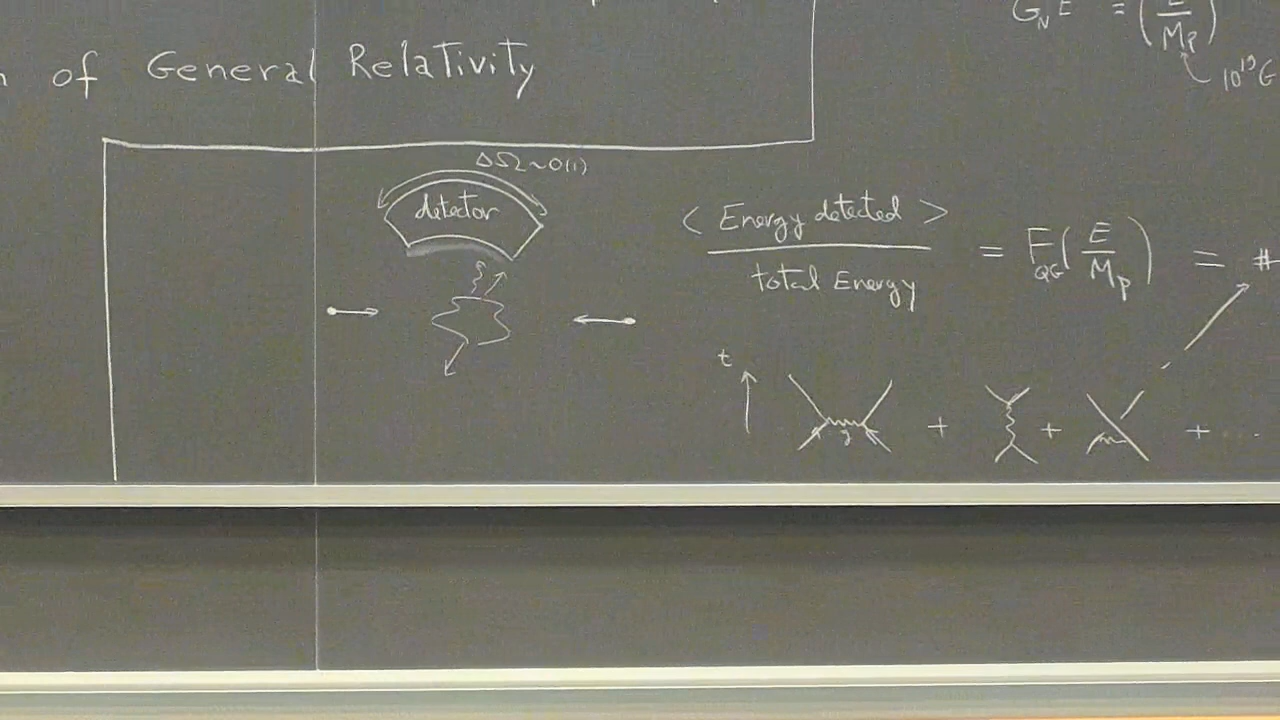 of General Relativity
G_N E = (E/M_P)
10^19 G
ΔΩ~O(1)
detector
< Energy detected >
total Energy
= F_QG(E/M_p) = #
t
g
+ + + ...